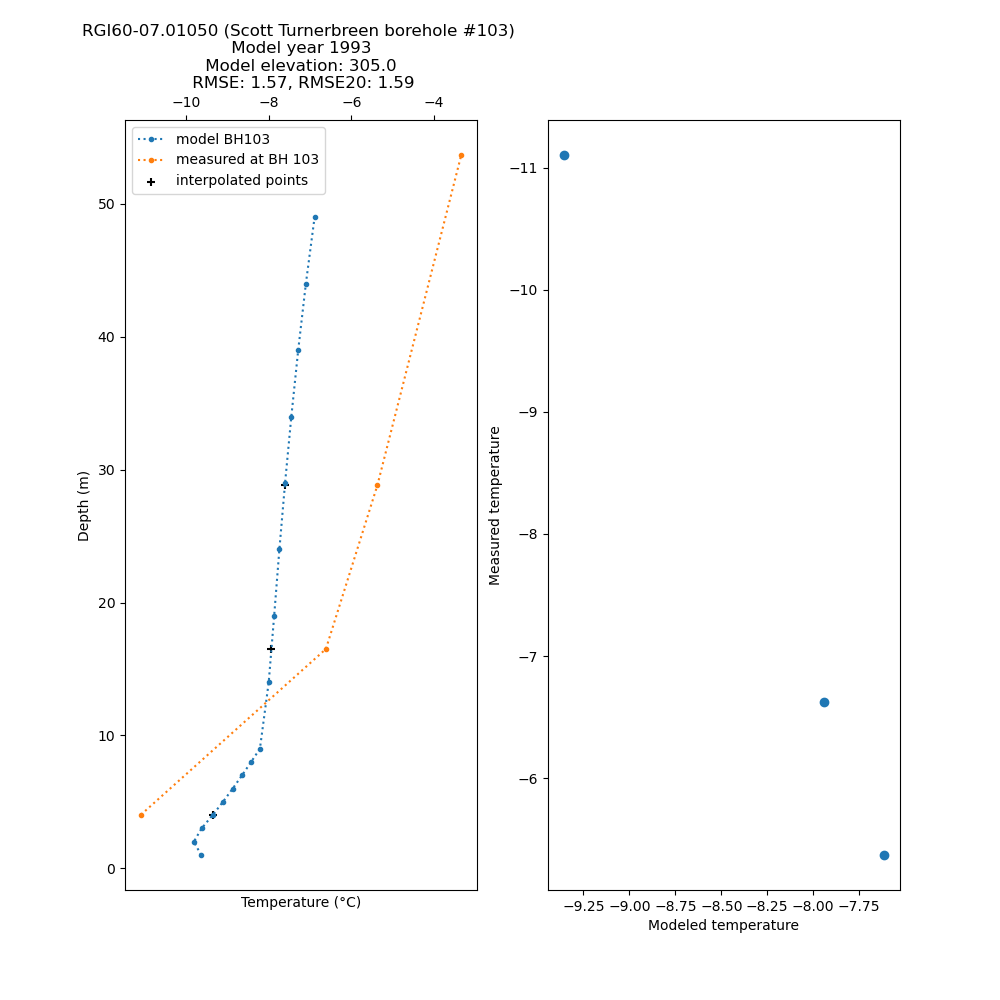 RGI60-07.01050 (Scott Turnerbreen borehole #103)
Model year 1993
Model elevation: 305.0
RMSE: 1.57, RMSE20: 1.59
−10 −8 −6 −4
model BH103
measured at BH 103
interpolated points
50
40
30
20
10
0
Depth (m)
Temperature (°C)
−11
−10
−9
−8
−7
−6
Measured temperature
−9.25 −9.00 −8.75 −8.50 −8.25 −8.00 −7.75
Modeled temperature